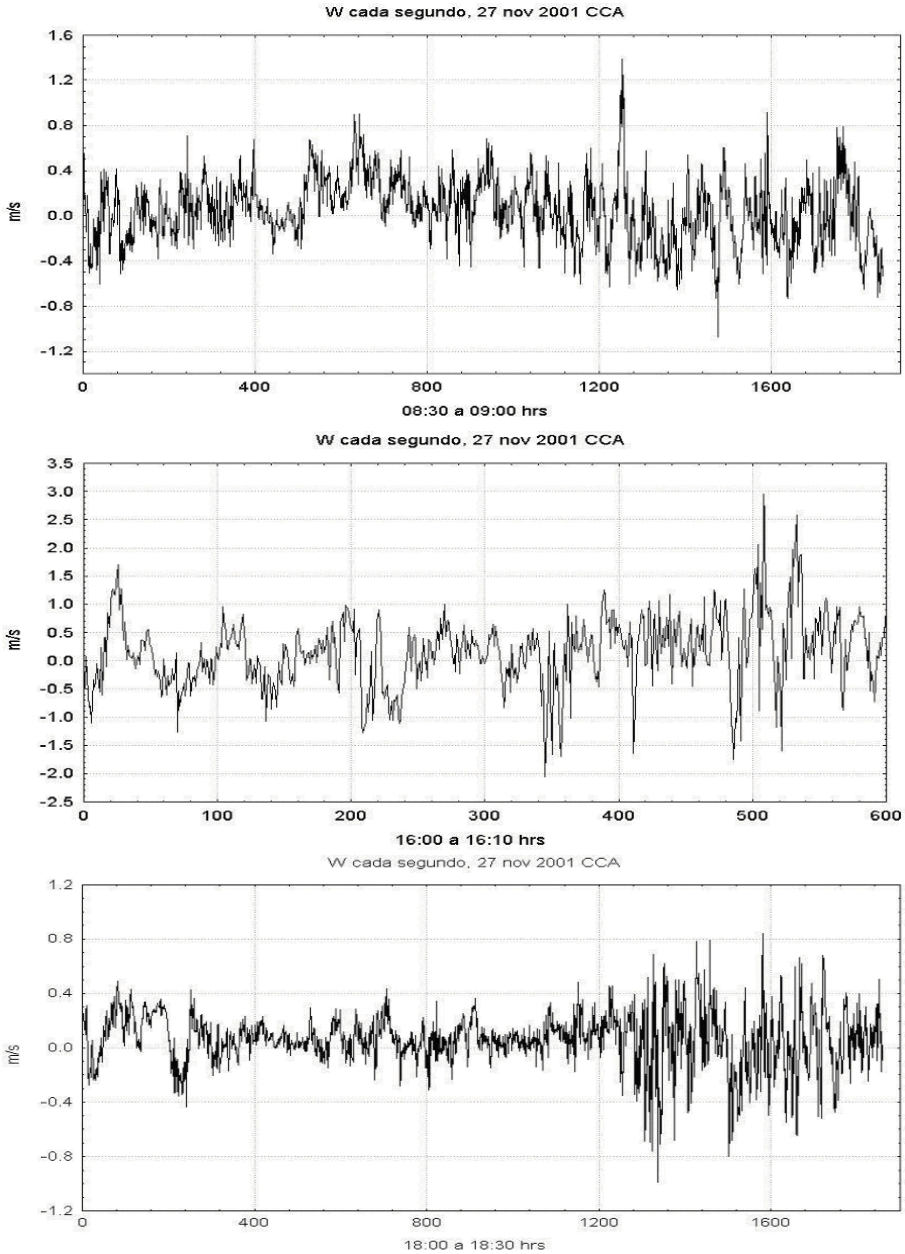 W cada segundo, 27 nov 2001 CCA
1.6
1.2
0.8
0.4
0.0
-0.4
-0.8
-1.2
m/s
0 400 800 1200 1600
08:30 a 09:00 hrs
W cada segundo, 27 nov 2001 CCA
3.5
3.0
2.5
2.0
1.5
1.0
0.5
0.0
-0.5
-1.0
-1.5
-2.0
-2.5
m/s
0 100 200 300 400 500 600
16:00 a 16:10 hrs
W cada segundo, 27 nov 2001 CCA
1.2
0.8
0.4
0.0
-0.4
-0.8
-1.2
m/s
0 400 800 1200 1600
18:00 a 18:30 hrs